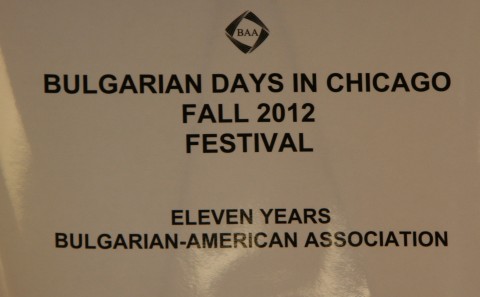 BAA
BULGARIAN DAYS IN CHICAGO
FALL 2012
FESTIVAL
ELEVEN YEARS
BULGARIAN-AMERICAN ASSOCIATION